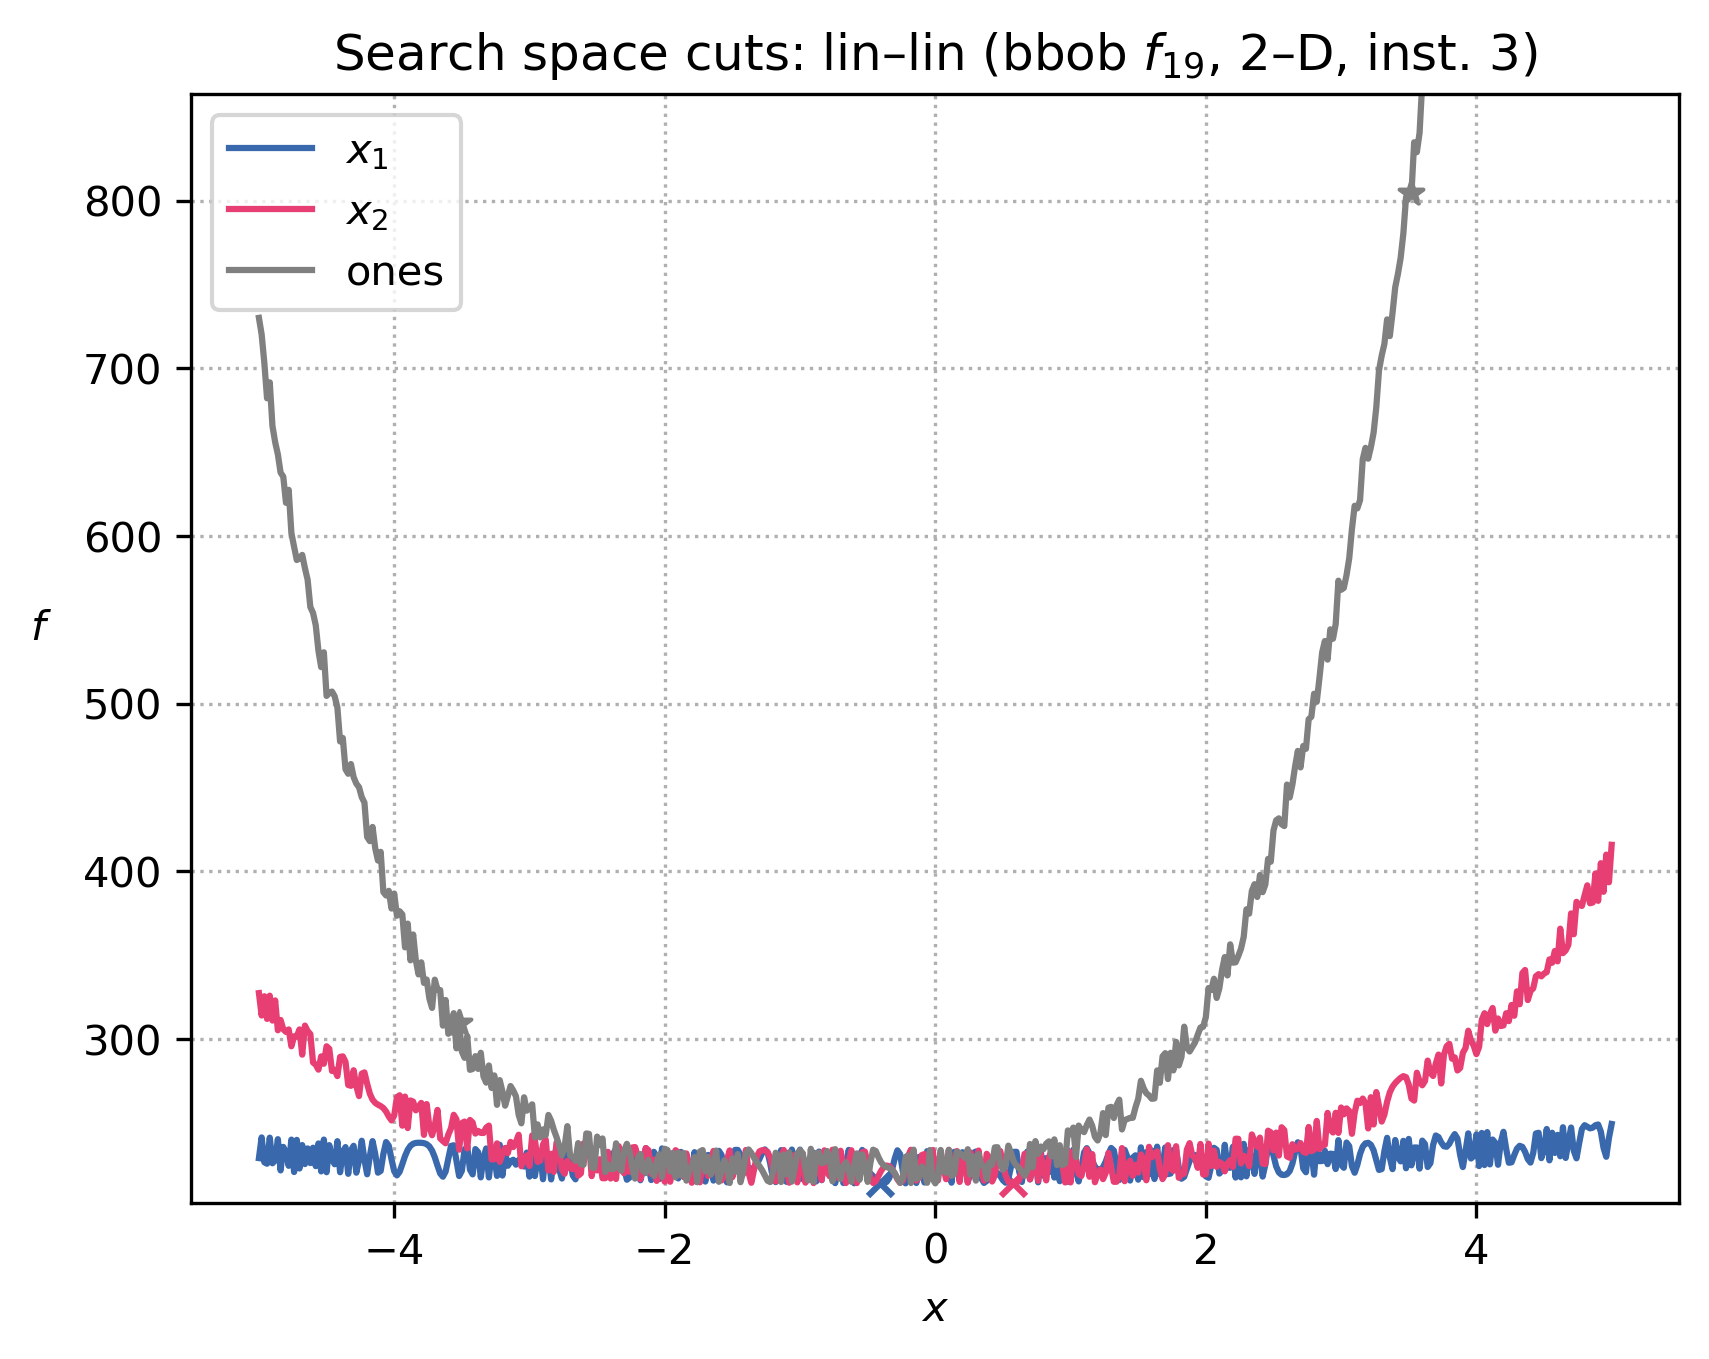 Search space cuts: lin–lin (bbob f₁₉, 2–D, inst. 3)
x₁
x₂
ones
800
700
600
500
400
300
f
−4 −2 0 2 4
x